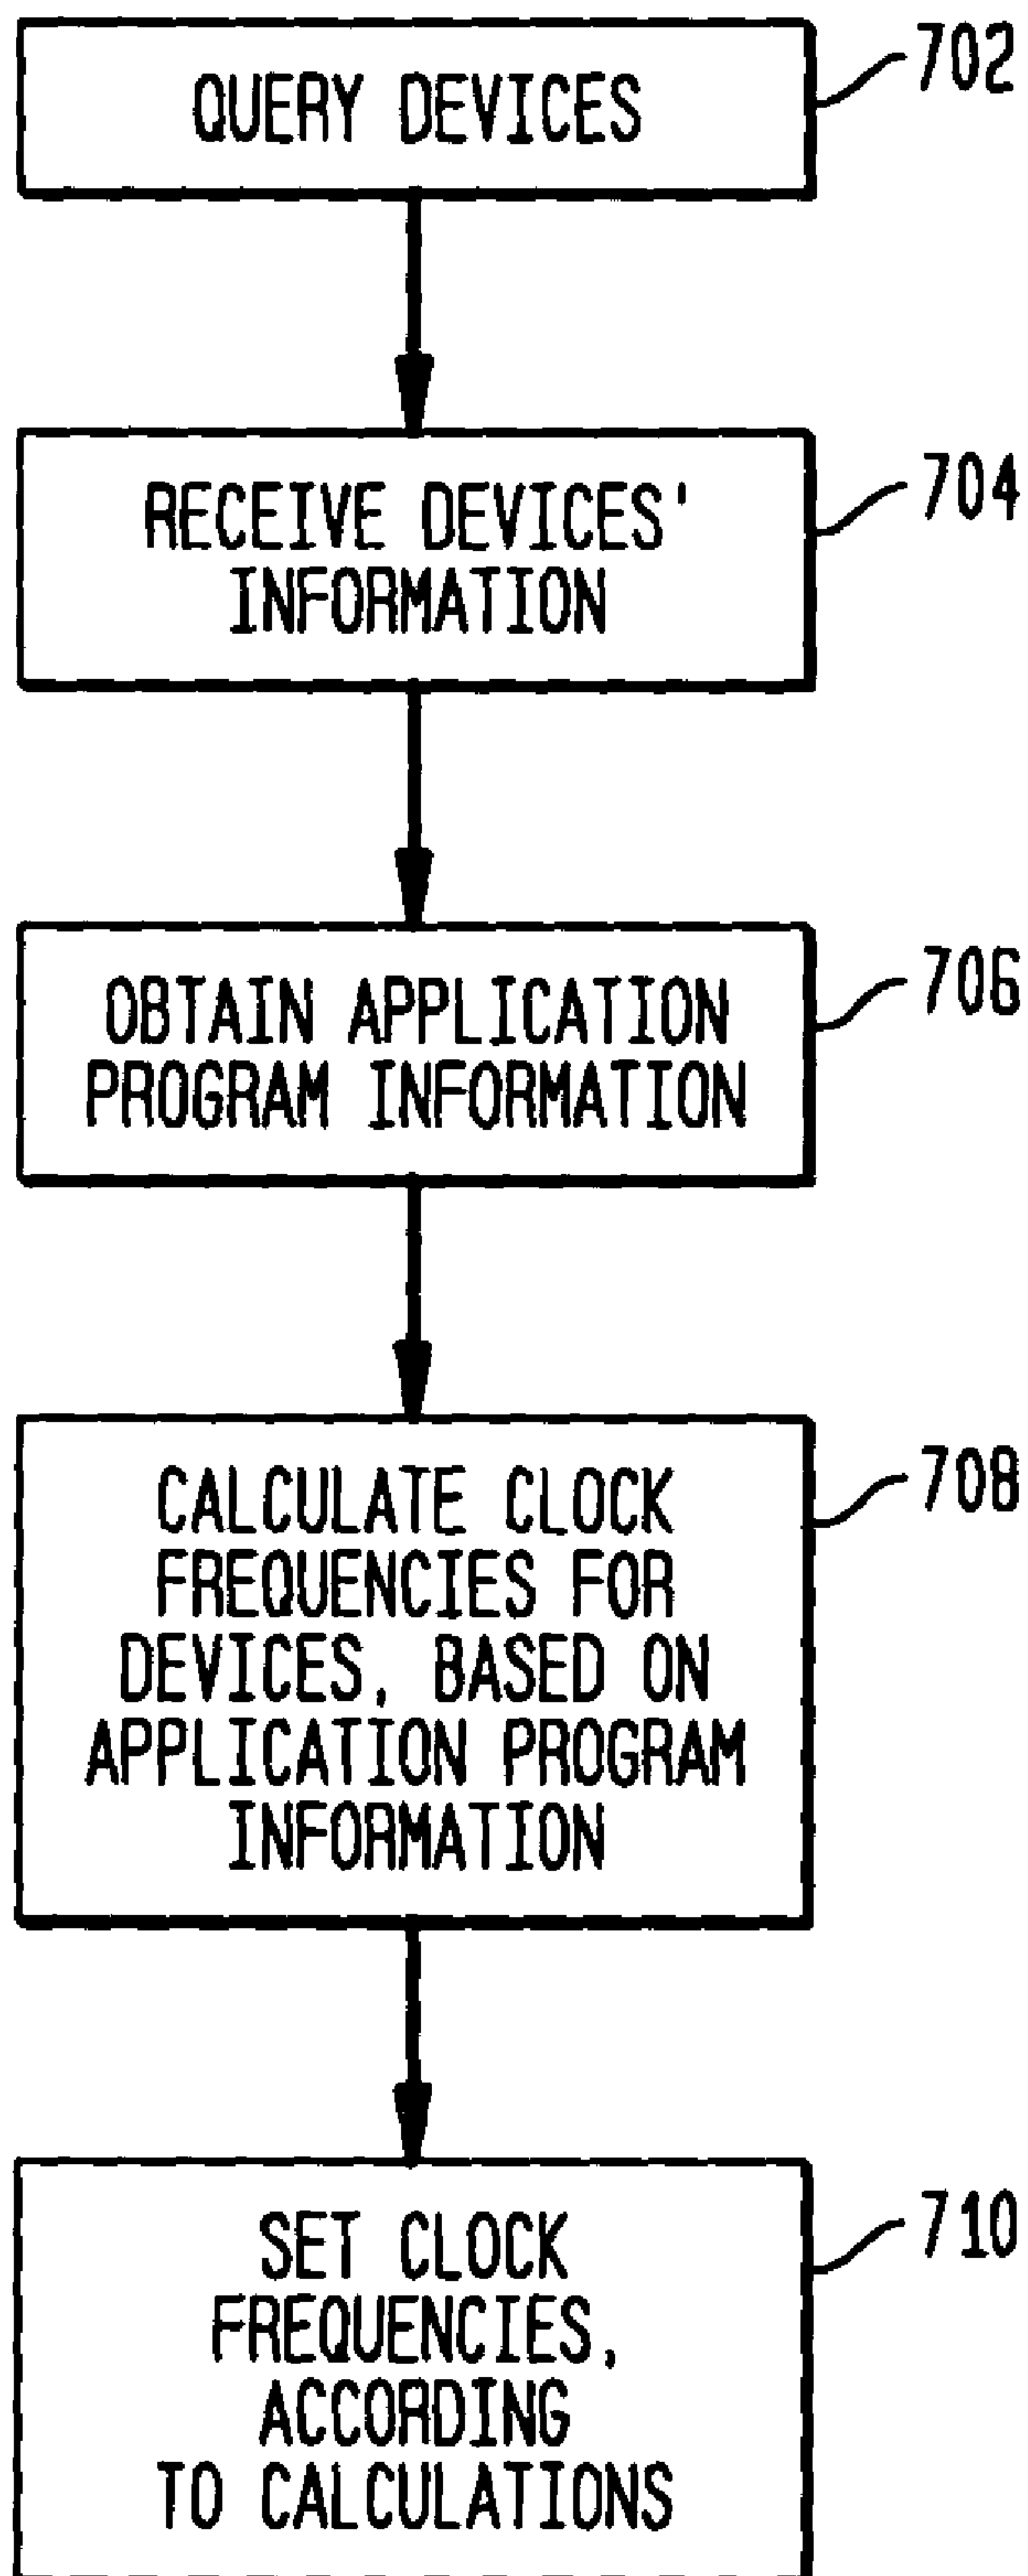 QUERY DEVICES
702
RECEIVE DEVICES'
INFORMATION
704
OBTAIN APPLICATION
PROGRAM INFORMATION
706
CALCULATE CLOCK
FREQUENCIES FOR
DEVICES, BASED ON
APPLICATION PROGRAM
INFORMATION
708
SET CLOCK
FREQUENCIES,
ACCORDING
TO CALCULATIONS
710